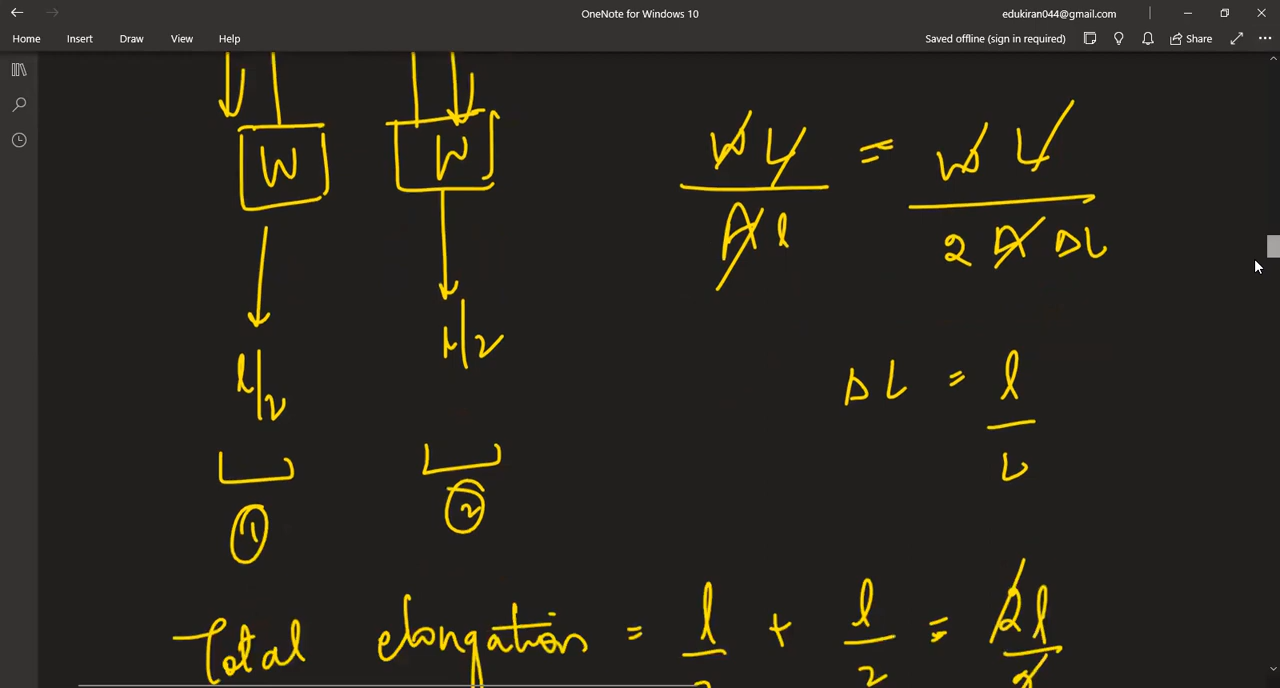 OneNote for Windows 10
edukiran044@gmail.com
Home Insert Draw View Help
Saved offline (sign in required) Share
W W
WL/Al = WL/2AΔL
l/2 l/2
ΔL = l/2
① ②
Total elongation = l/2 + l/2 = 2l/2